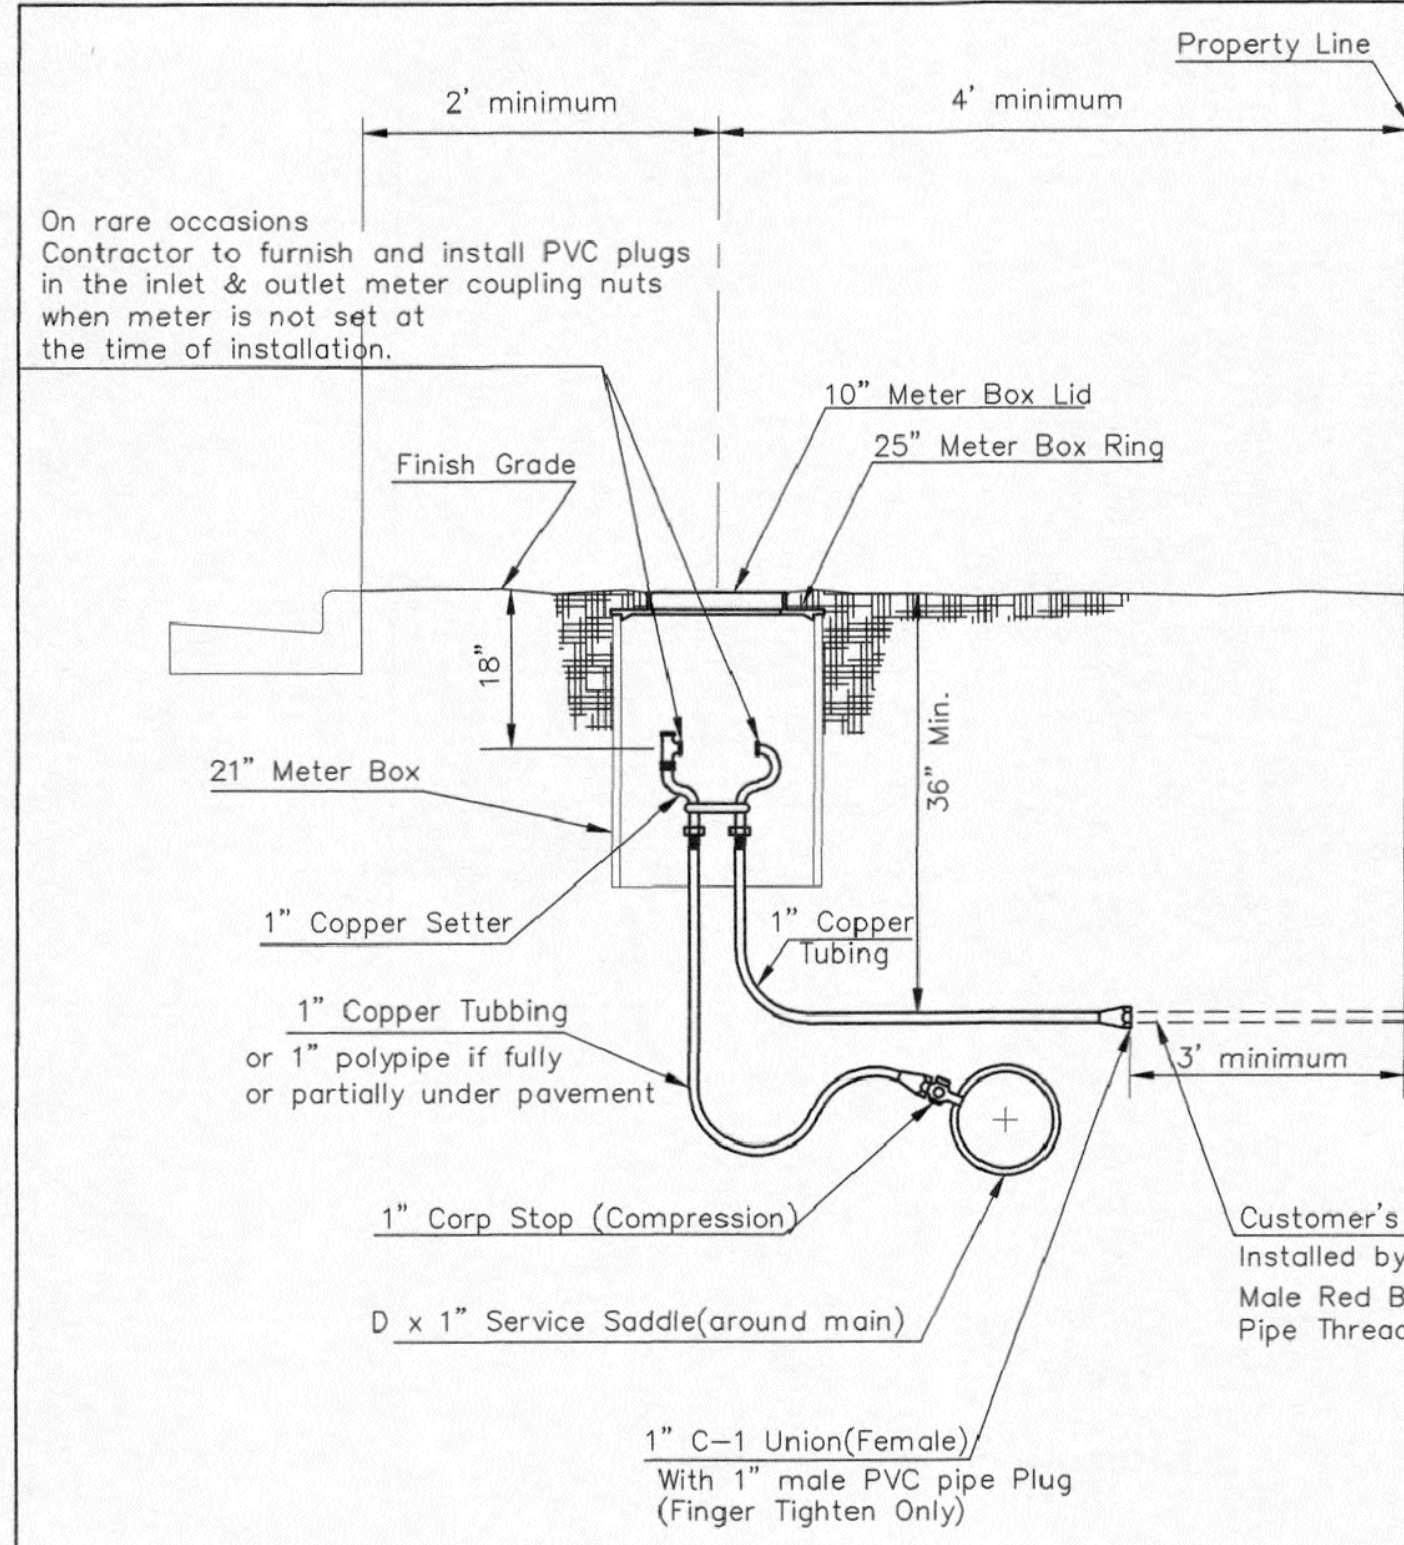 Property Line
2' minimum
4' minimum
On rare occasions
Contractor to furnish and install PVC plugs
in the inlet & outlet meter coupling nuts
when meter is not set at
the time of installation.
10" Meter Box Lid
25" Meter Box Ring
Finish Grade
18"
21" Meter Box
36" Min.
1" Copper Setter
1" Copper
Tubing
1" Copper Tubbing
or 1" polypipe if fully
or partially under pavement
3' minimum
1" Corp Stop (Compression)
Customer's
Installed by
Male Red B
Pipe Thread
D x 1" Service Saddle(around main)
1" C-1 Union(Female)
With 1" male PVC pipe Plug
(Finger Tighten Only)